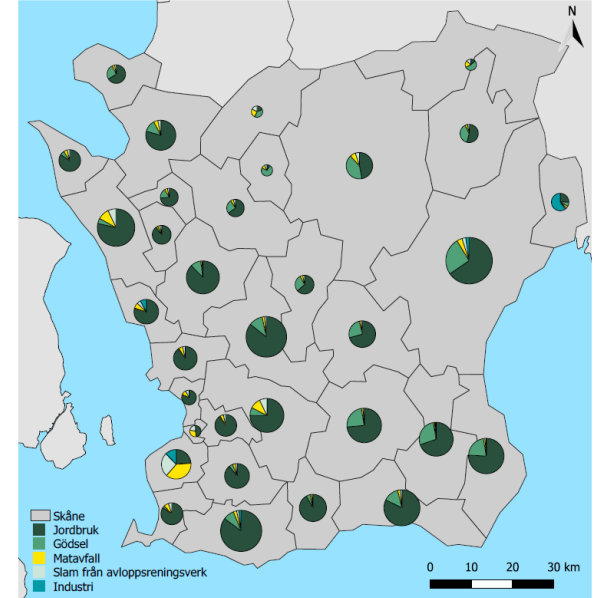 N
Skåne
Jordbruk
Gödsel
Matavfall
Slam från avloppsreningsverk
Industri
0 10 20 30 km